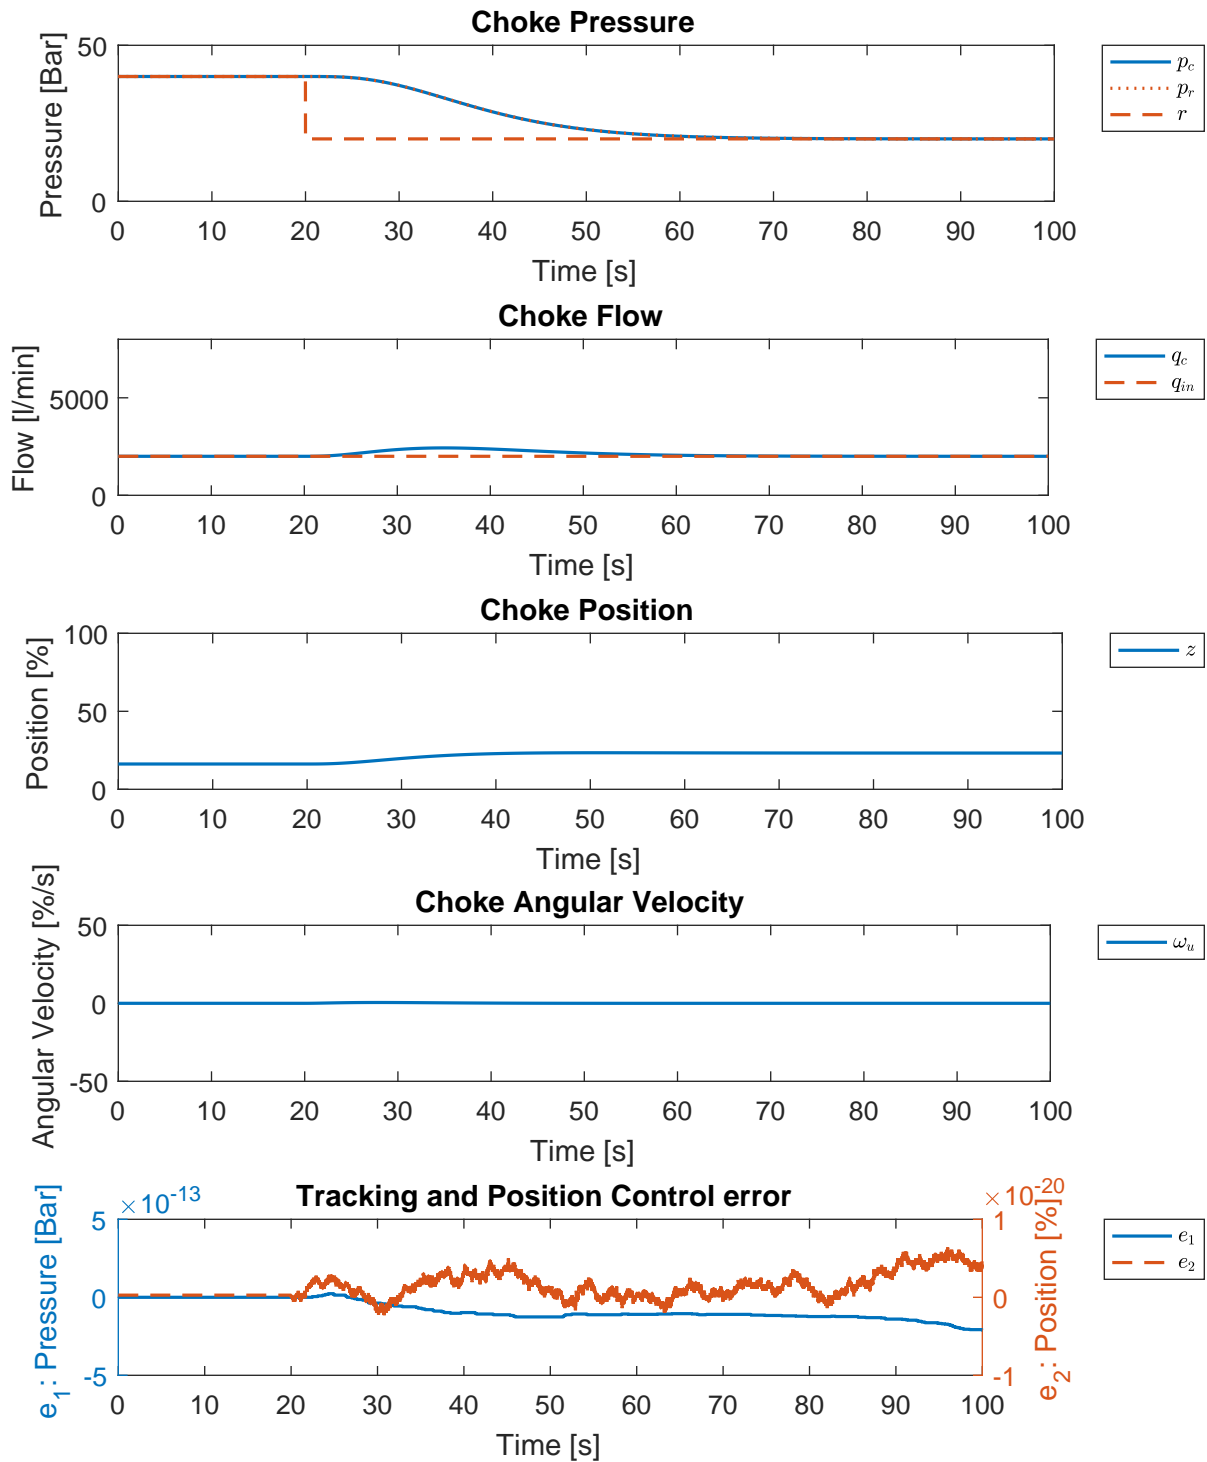 Choke Pressure
Pressure [Bar]
50
0
0 10 20 30 40 50 60 70 80 90 100
Time [s]
p_c
p_r
r
Choke Flow
Flow [l/min]
5000
0
0 10 20 30 40 50 60 70 80 90 100
Time [s]
q_c
q_in
Choke Position
Position [%]
100
50
0
0 10 20 30 40 50 60 70 80 90 100
Time [s]
z
Choke Angular Velocity
Angular Velocity [%/s]
50
0
-50
0 10 20 30 40 50 60 70 80 90 100
Time [s]
ω_u
Tracking and Position Control error
×10^-13
×10^-20
e_1: Pressure [Bar]
5
0
-5
1
0
-1
e_2: Position [%]
0 10 20 30 40 50 60 70 80 90 100
Time [s]
e_1
e_2